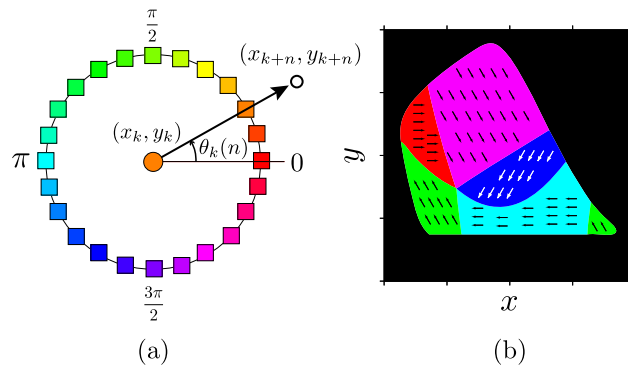 π/2
(x_{k+n}, y_{k+n})
(x_k, y_k)
θ_k(n)
π
0
3π/2
(a)
y
x
(b)